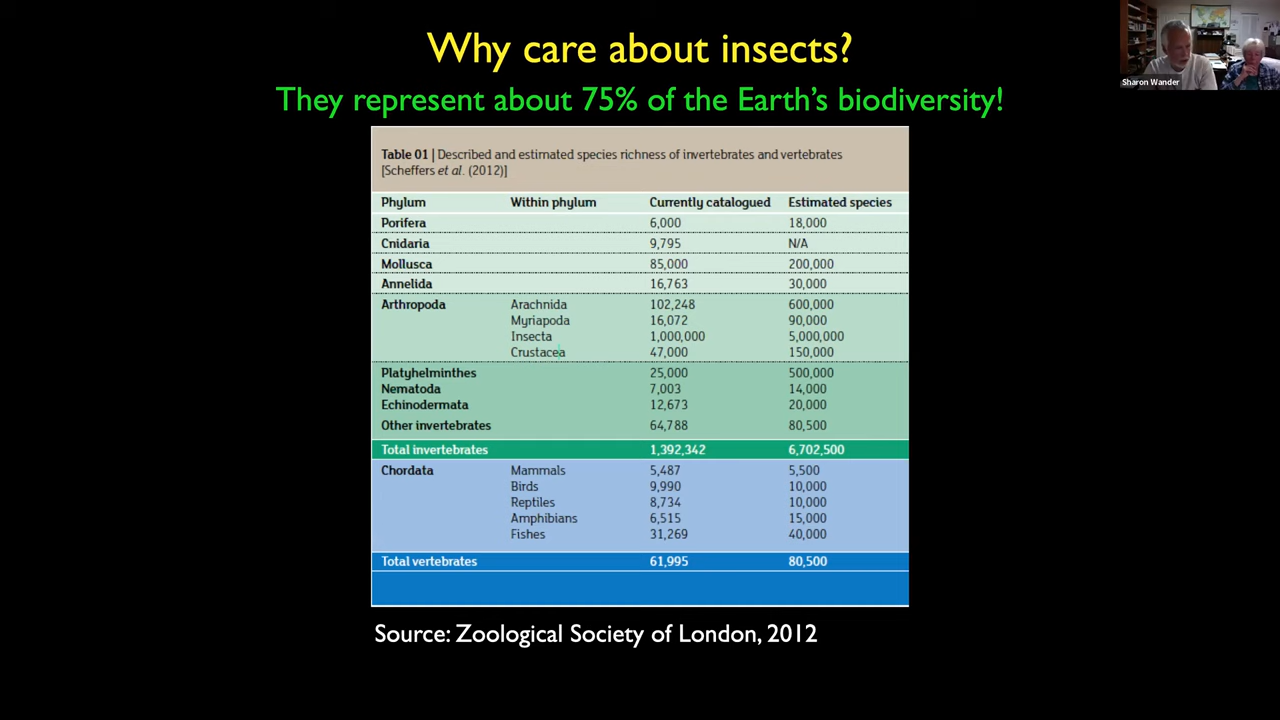 Why care about insects?
They represent about 75% of the Earth's biodiversity!
Sharon Wander
Table 01 | Described and estimated species richness of invertebrates and vertebrates
[Scheffers et al. (2012)]
Phylum Within phylum Currently catalogued Estimated species
Porifera 6,000 18,000
Cnidaria 9,795 N/A
Mollusca 85,000 200,000
Annelida 16,763 30,000
Arthropoda Arachnida 102,248 600,000
Myriapoda 16,072 90,000
Insecta 1,000,000 5,000,000
Crustacea 47,000 150,000
Platyhelminthes 25,000 500,000
Nematoda 7,003 14,000
Echinodermata 12,673 20,000
Other invertebrates 64,788 80,500
Total invertebrates 1,392,342 6,702,500
Chordata Mammals 5,487 5,500
Birds 9,990 10,000
Reptiles 8,734 10,000
Amphibians 6,515 15,000
Fishes 31,269 40,000
Total vertebrates 61,995 80,500
Source: Zoological Society of London, 2012